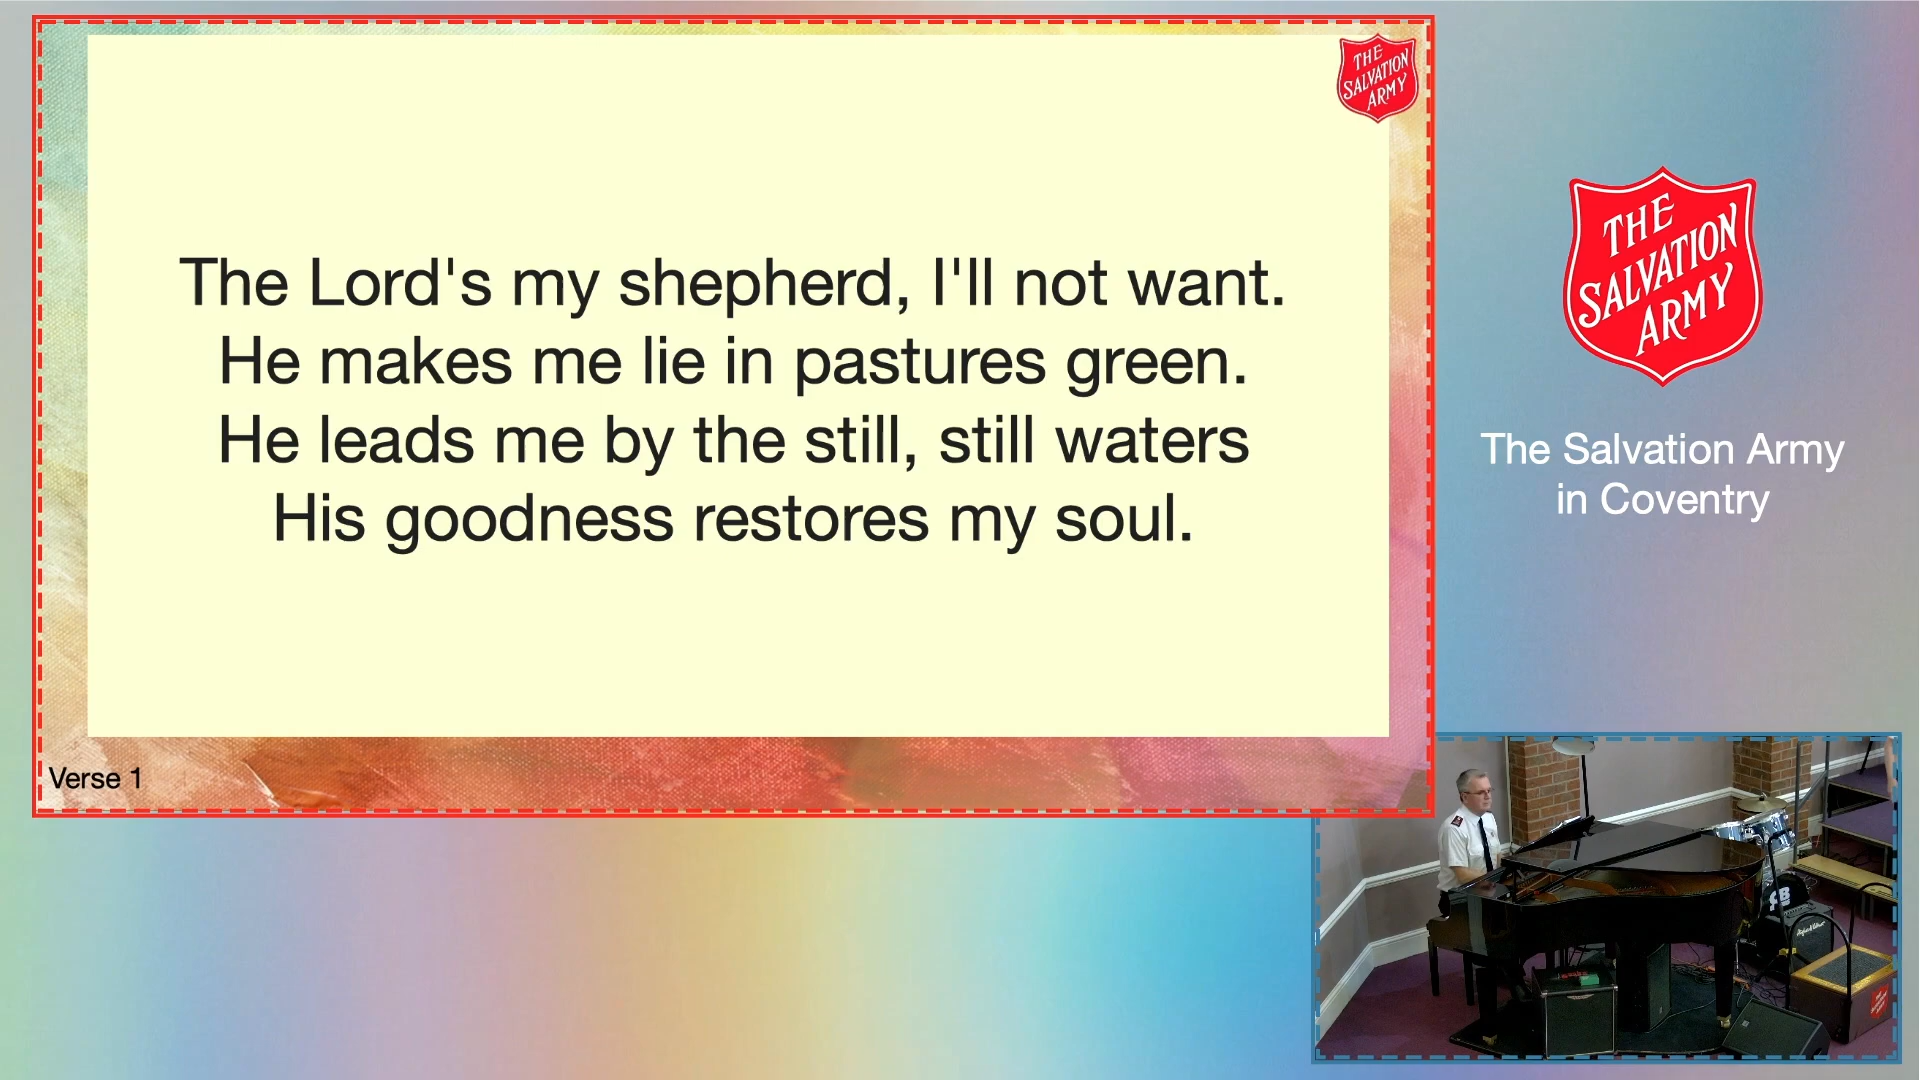 THE
SALVATION
ARMY
The Lord's my shepherd, I'll not want.
He makes me lie in pastures green.
He leads me by the still, still waters
His goodness restores my soul.
Verse 1
THE
SALVATION
ARMY
The Salvation Army
in Coventry